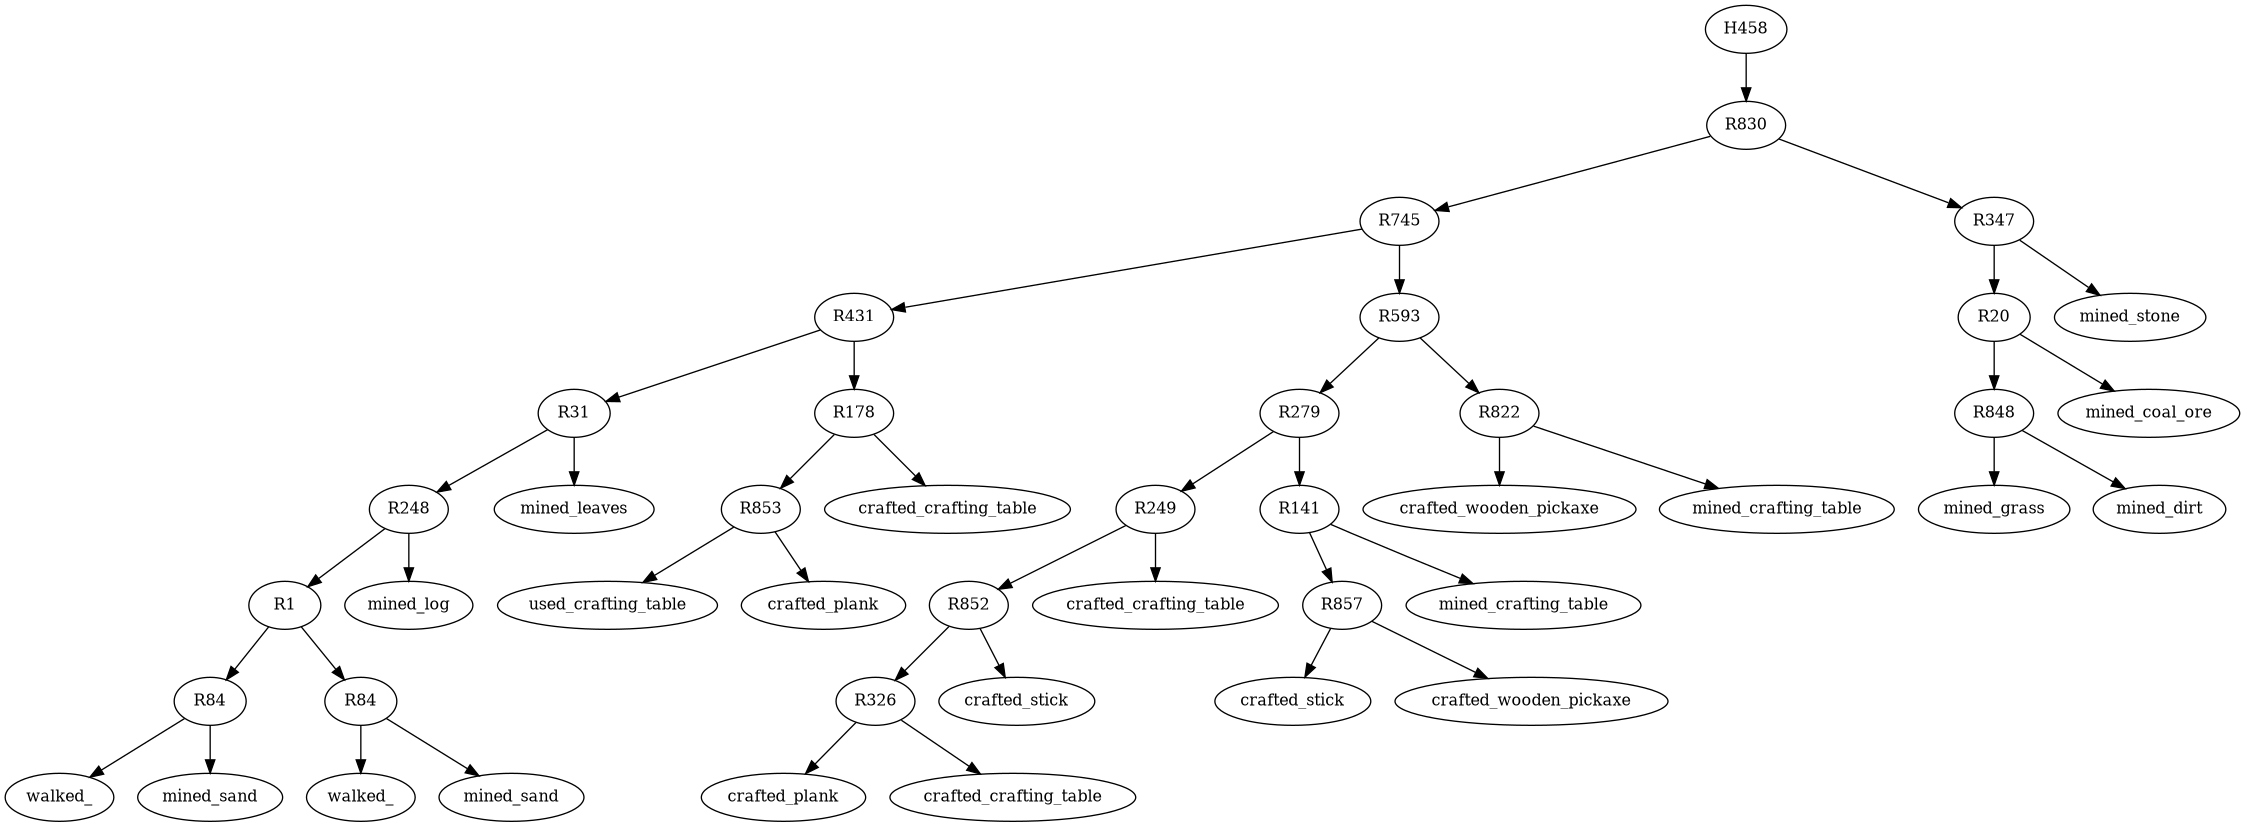 H458
R830
R745
R347
R431
R593
R20
mined_stone
R31
R178
R279
R822
R848
mined_coal_ore
R248
mined_leaves
R853
crafted_crafting_table
R249
R141
crafted_wooden_pickaxe
mined_crafting_table
mined_grass
mined_dirt
R1
mined_log
used_crafting_table
crafted_plank
R852
crafted_crafting_table
R857
mined_crafting_table
R84
R84
R326
crafted_stick
crafted_stick
crafted_wooden_pickaxe
walked_
mined_sand
walked_
mined_sand
crafted_plank
crafted_crafting_table